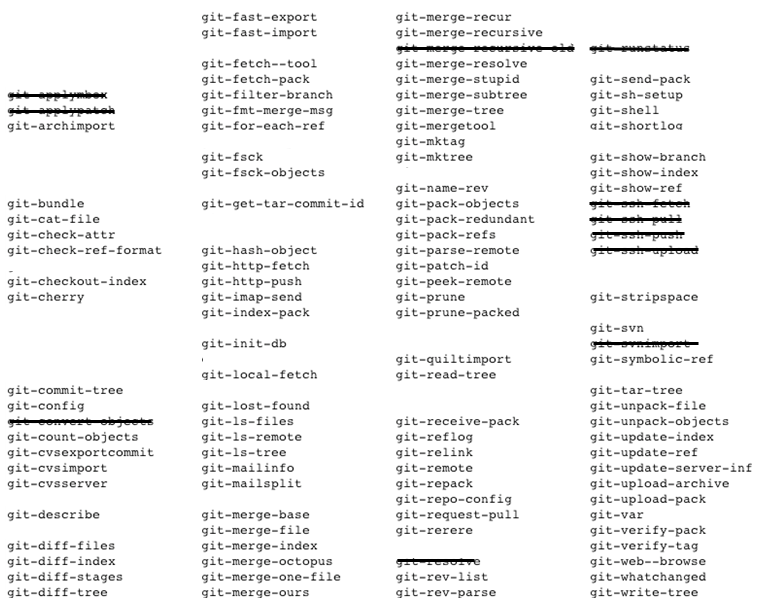 git-applymbox
git-applypatch
git-archimport
git-bundle
git-cat-file
git-check-attr
git-check-ref-format
git-checkout-index
git-cherry
git-commit-tree
git-config
git-convert-objects
git-count-objects
git-cvsexportcommit
git-cvsimport
git-cvsserver
git-describe
git-diff-files
git-diff-index
git-diff-stages
git-diff-tree
git-fast-export
git-fast-import
git-fetch--tool
git-fetch-pack
git-filter-branch
git-fmt-merge-msg
git-for-each-ref
git-fsck
git-fsck-objects
git-get-tar-commit-id
git-hash-object
git-http-fetch
git-http-push
git-imap-send
git-index-pack
git-init-db
git-local-fetch
git-lost-found
git-ls-files
git-ls-remote
git-ls-tree
git-mailinfo
git-mailsplit
git-merge-base
git-merge-file
git-merge-index
git-merge-octopus
git-merge-one-file
git-merge-ours
git-merge-recur
git-merge-recursive
git-merge-recursive-old
git-merge-resolve
git-merge-stupid
git-merge-subtree
git-merge-tree
git-mergetool
git-mktag
git-mktree
git-name-rev
git-pack-objects
git-pack-redundant
git-pack-refs
git-parse-remote
git-patch-id
git-peek-remote
git-prune
git-prune-packed
git-quiltimport
git-read-tree
git-receive-pack
git-reflog
git-relink
git-remote
git-repack
git-repo-config
git-request-pull
git-rerere
git-resolve
git-rev-list
git-rev-parse
git-runstatus
git-send-pack
git-sh-setup
git-shell
git-shortlog
git-show-branch
git-show-index
git-show-ref
git-ssh-fetch
git-ssh-pull
git-ssh-push
git-ssh-upload
git-stripspace
git-svn
git-svnimport
git-symbolic-ref
git-tar-tree
git-unpack-file
git-unpack-objects
git-update-index
git-update-ref
git-update-server-inf
git-upload-archive
git-upload-pack
git-var
git-verify-pack
git-verify-tag
git-web--browse
git-whatchanged
git-write-tree